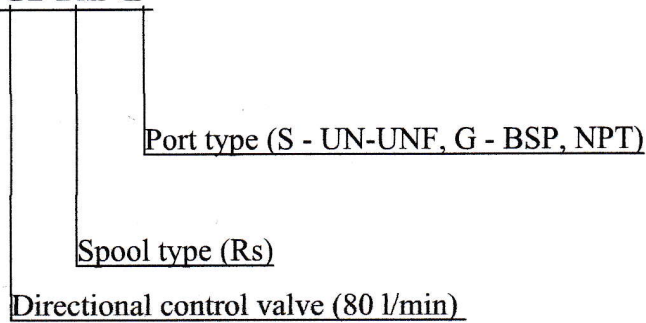 Port type (S - UN-UNF, G - BSP, NPT)
Spool type (Rs)
Directional control valve (80 l/min)